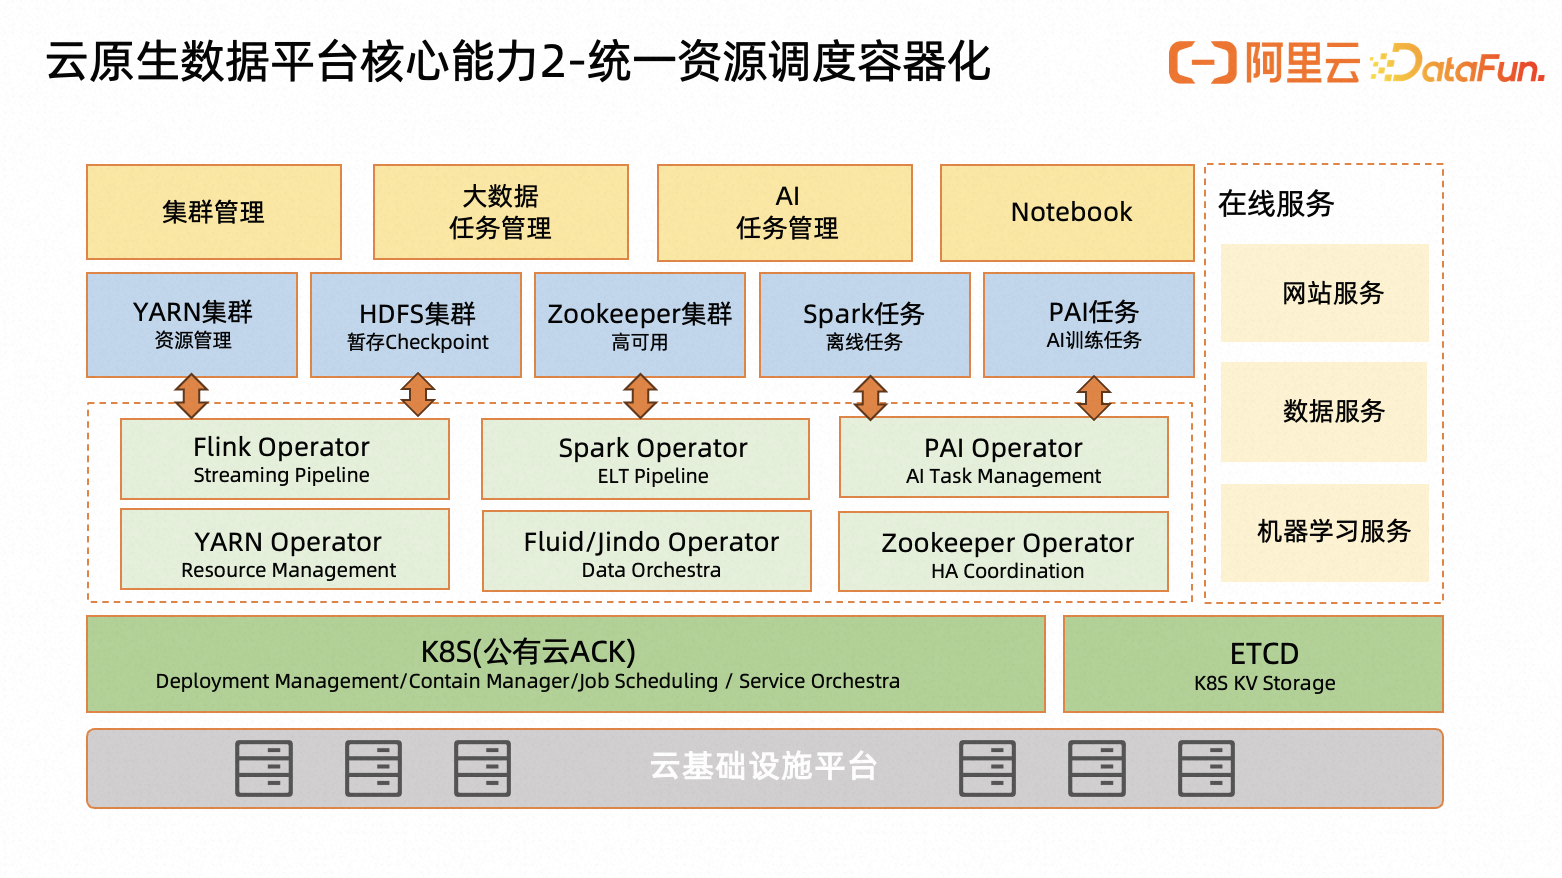 云原生数据平台核心能力2-统一资源调度容器化
阿里云
DataFun.
集群管理
大数据
任务管理
AI
任务管理
Notebook
在线服务
网站服务
数据服务
机器学习服务
YARN集群
资源管理
HDFS集群
暂存Checkpoint
Zookeeper集群
高可用
Spark任务
离线任务
PAI任务
AI训练任务
Flink Operator
Streaming Pipeline
Spark Operator
ELT Pipeline
PAI Operator
AI Task Management
YARN Operator
Resource Management
Fluid/Jindo Operator
Data Orchestra
Zookeeper Operator
HA Coordination
K8S(公有云ACK)
Deployment Management/Contain Manager/Job Scheduling / Service Orchestra
ETCD
K8S KV Storage
云基础设施平台